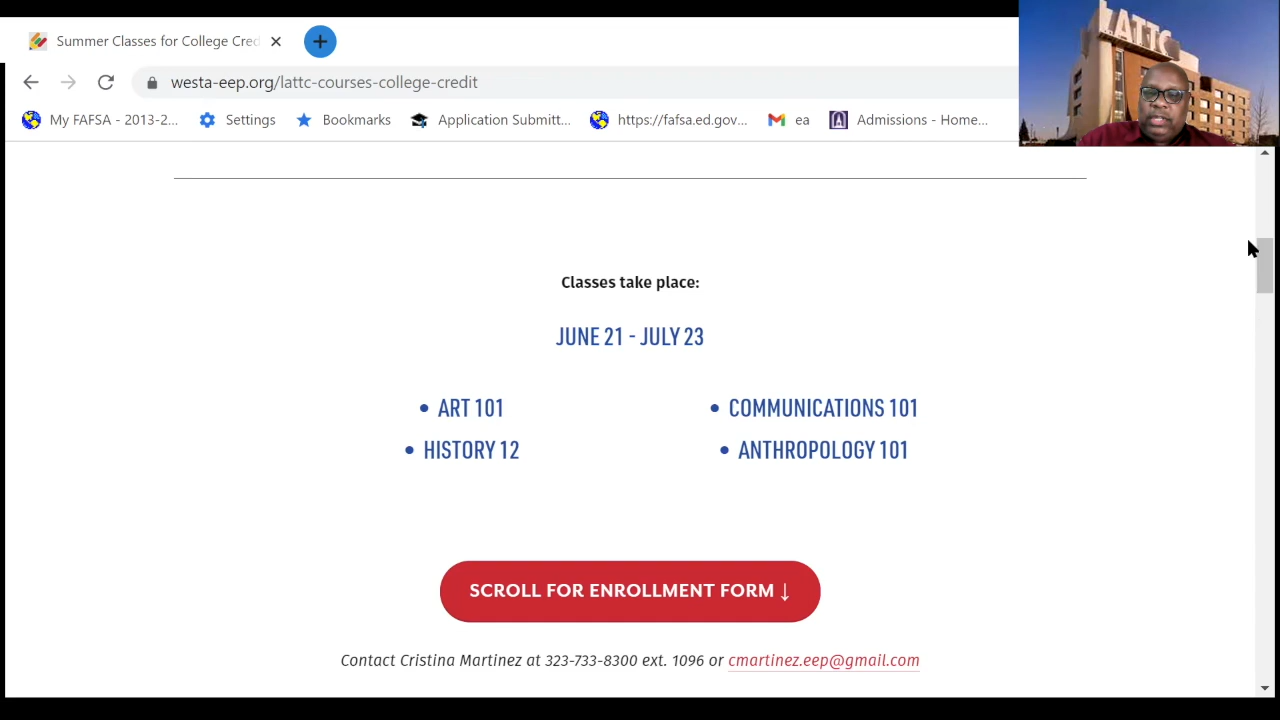 Summer Classes for College Cred
LATTC
westa-eep.org/lattc-courses-college-credit
My FAFSA - 2013-2...
Settings
Bookmarks
Application Submitt...
https://fafsa.ed.gov...
ea
Admissions - Home...
Classes take place:
JUNE 21 - JULY 23
• ART 101
• COMMUNICATIONS 101
• HISTORY 12
• ANTHROPOLOGY 101
SCROLL FOR ENROLLMENT FORM ↓
Contact Cristina Martinez at 323-733-8300 ext. 1096 or cmartinez.eep@gmail.com